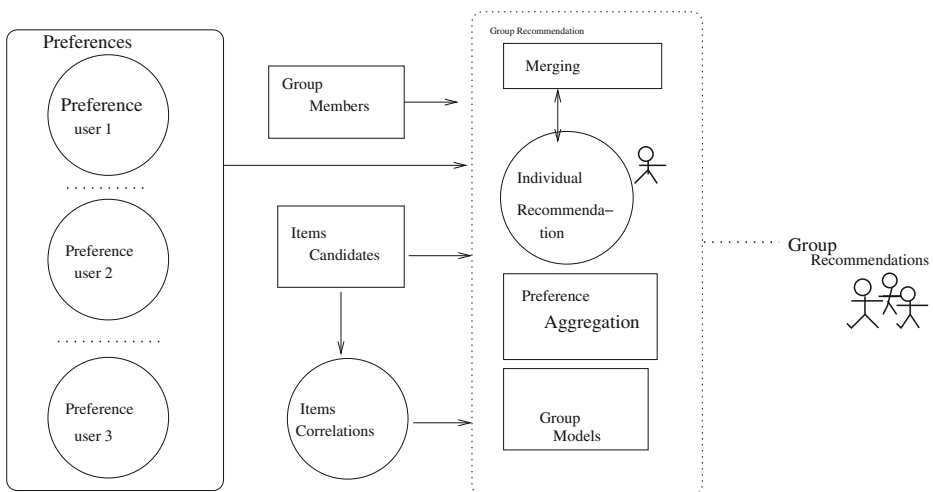 Preferences
Preference
user 1
Preference
user 2
Preference
user 3
Group
Members
Items
Candidates
Items
Correlations
Group Recommendation
Merging
Individual
Recommenda–
tion
Preference
Aggregation
Group
Models
Group
Recommendations